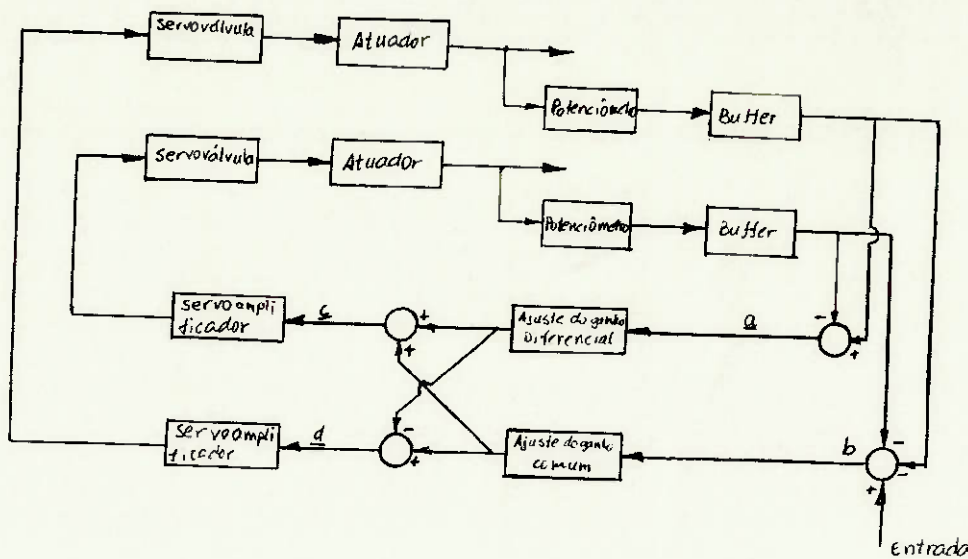 Servoválvula
Atuador
Potenciômetro
Buffer
Servoválvula
Atuador
Potenciômetro
Buffer
-
+
Servoampli
ficador
c
+
+
Ajuste do ganho
Diferencial
a
Servoampli
ficador
d
-
+
Ajuste do ganho
comum
b
-
-
+
Entrada